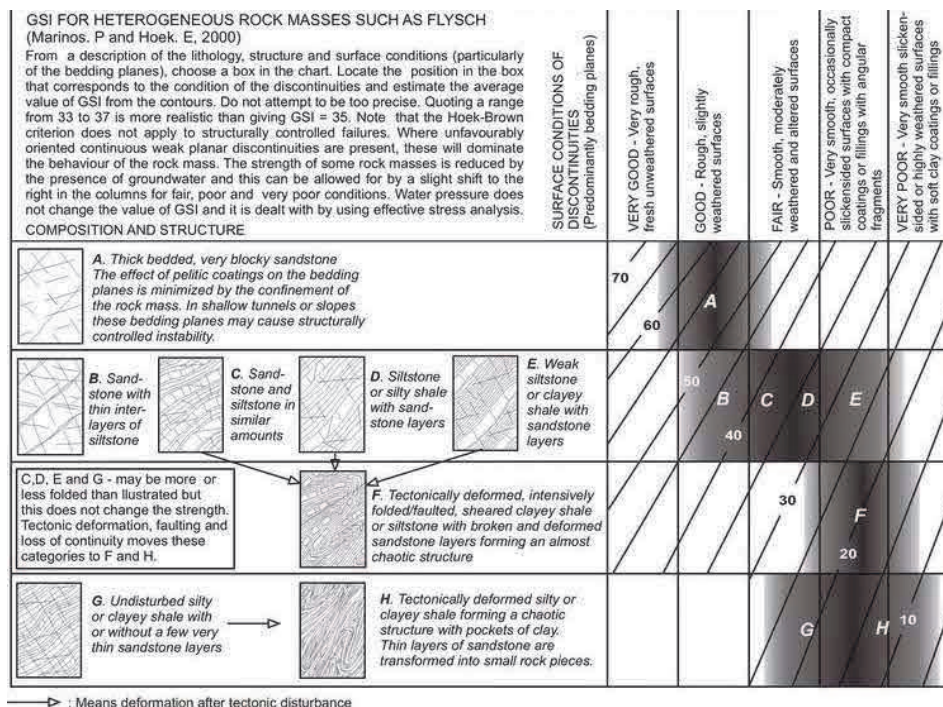 GSI FOR HETEROGENEOUS ROCK MASSES SUCH AS FLYSCH
(Marinos. P and Hoek. E, 2000)
From a description of the lithology, structure and surface conditions (particularly
of the bedding planes), choose a box in the chart. Locate the position in the box
that corresponds to the condition of the discontinuities and estimate the average
value of GSI from the contours. Do not attempt to be too precise. Quoting a range
from 33 to 37 is more realistic than giving GSI = 35. Note that the Hoek-Brown
criterion does not apply to structurally controlled failures. Where unfavourably
oriented continuous weak planar discontinuities are present, these will dominate
the behaviour of the rock mass. The strength of some rock masses is reduced by
the presence of groundwater and this can be allowed for by a slight shift to the
right in the columns for fair, poor and very poor conditions. Water pressure does
not change the value of GSI and it is dealt with by using effective stress analysis.
COMPOSITION AND STRUCTURE
SURFACE CONDITIONS OF
DISCONTINUITIES
(Predominantly bedding planes)
VERY GOOD - Very rough,
fresh unweathered surfaces
GOOD - Rough, slightly
weathered surfaces
FAIR - Smooth, moderately
weathered and altered surfaces
POOR - Very smooth, occasionally
slickensided surfaces with compact
coatings or fillings with angular
fragments
VERY POOR - Very smooth slicken-
sided or highly weathered surfaces
with soft clay coatings or fillings
A. Thick bedded, very blocky sandstone
The effect of pelitic coatings on the bedding
planes is minimized by the confinement of
the rock mass. In shallow tunnels or slopes
these bedding planes may cause structurally
controlled instability.
70
60
A
B. Sand-
stone with
thin inter-
layers of
siltstone
C. Sand-
stone and
siltstone in
similar
amounts
D. Siltstone
or silty shale
with sand-
stone layers
E. Weak
siltstone
or clayey
shale with
sandstone
layers
50
B
C
D
E
40
C,D, E and G - may be more or
less folded than llustrated but
this does not change the strength.
Tectonic deformation, faulting and
loss of continuity moves these
categories to F and H.
F. Tectonically deformed, intensively
folded/faulted, sheared clayey shale
or siltstone with broken and deformed
sandstone layers forming an almost
chaotic structure
30
F
20
G. Undisturbed silty
or clayey shale with
or without a few very
thin sandstone layers
H. Tectonically deformed silty or
clayey shale forming a chaotic
structure with pockets of clay.
Thin layers of sandstone are
transformed into small rock pieces.
G
H
10
: Means deformation after tectonic disturbance